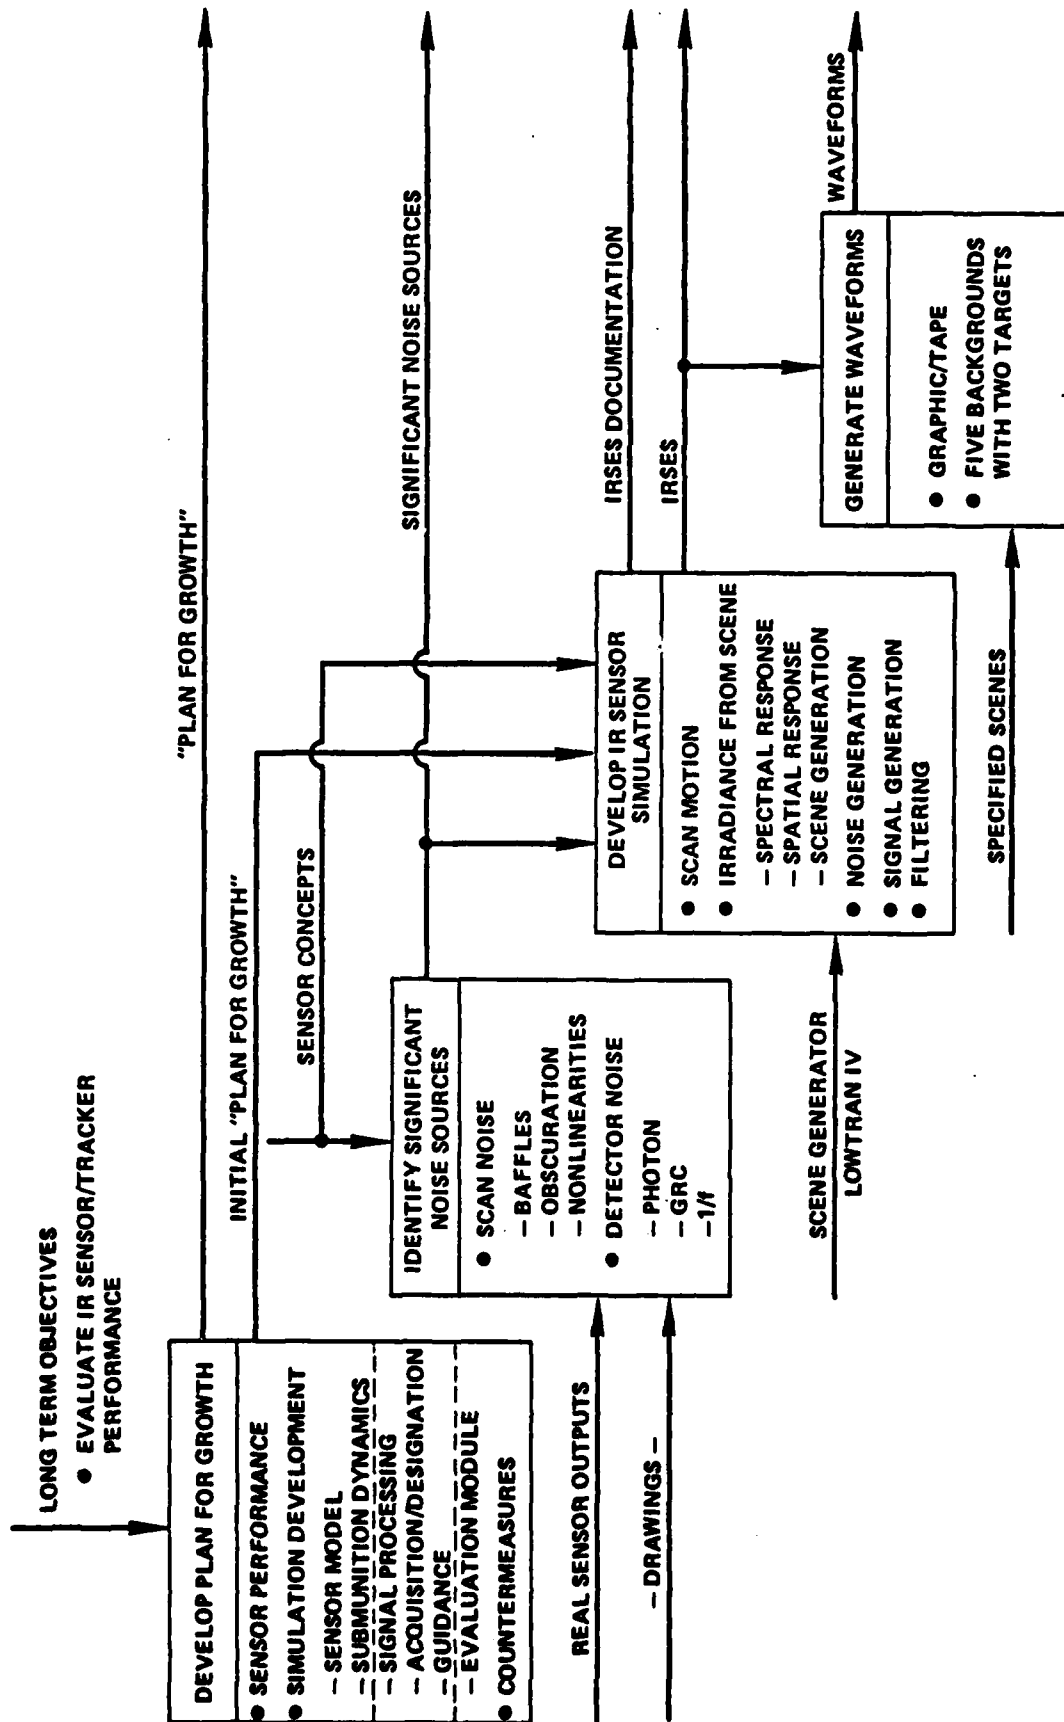 LONG TERM OBJECTIVES
● EVALUATE IR SENSOR/TRACKER
PERFORMANCE
DEVELOP PLAN FOR GROWTH
● SENSOR PERFORMANCE
● SIMULATION DEVELOPMENT
– SENSOR MODEL
– SUBMUNITION DYNAMICS
– SIGNAL PROCESSING
– ACQUISITION/DESIGNATION
– GUIDANCE
– EVALUATION MODULE
● COUNTERMEASURES
"PLAN FOR GROWTH"
INITIAL "PLAN FOR GROWTH"
SENSOR CONCEPTS
IDENTIFY SIGNIFICANT
NOISE SOURCES
● SCAN NOISE
– BAFFLES
– OBSCURATION
– NONLINEARITIES
● DETECTOR NOISE
– PHOTON
– GRC
–1/f
REAL SENSOR OUTPUTS
– DRAWINGS –
SIGNIFICANT NOISE SOURCES
DEVELOP IR SENSOR
SIMULATION
● SCAN MOTION
● IRRADIANCE FROM SCENE
– SPECTRAL RESPONSE
– SPATIAL RESPONSE
– SCENE GENERATION
● NOISE GENERATION
● SIGNAL GENERATION
● FILTERING
SCENE GENERATOR
LOWTRAN IV
IRSES DOCUMENTATION
IRSES
GENERATE WAVEFORMS
● GRAPHIC/TAPE
● FIVE BACKGROUNDS
WITH TWO TARGETS
SPECIFIED SCENES
WAVEFORMS